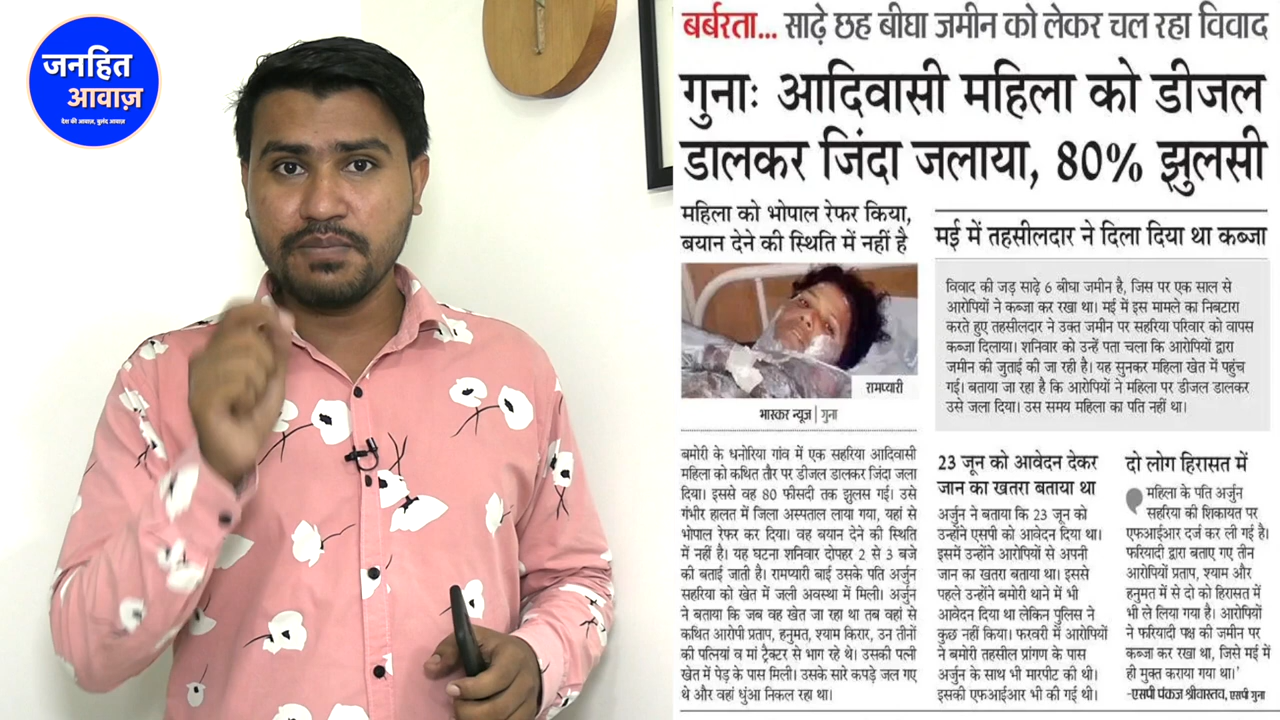 जनहित
आवाज़
देश की आवाज़, बुलंद आवाज़
बर्बरता... साढ़े छह बीघा जमीन को लेकर चल रहा विवाद
गुनाः आदिवासी महिला को डीजल
डालकर जिंदा जलाया, 80% झुलसी
महिला को भोपाल रेफर किया,
बयान देने की स्थिति में नहीं है
रामप्यारी
भास्कर न्यूज | गुना
बमोरी के धनोरिया गांव में एक सहरिया आदिवासी
महिला को कथित तौर पर डीजल डालकर जिंदा जला
दिया। इससे वह 80 फीसदी तक झुलस गई। उसे
गंभीर हालत में जिला अस्पताल लाया गया, यहां से
भोपाल रेफर कर दिया। वह बयान देने की स्थिति
में नहीं है। यह घटना शनिवार दोपहर 2 से 3 बजे
की बताई जाती है। रामप्यारी बाई उसके पति अर्जुन
सहरिया को खेत में जली अवस्था में मिली। अर्जुन
ने बताया कि जब वह खेत जा रहा था तब वहां से
कथित आरोपी प्रताप, हनुमत, श्याम किरार, उन तीनों
की पत्नियां व मां ट्रैक्टर से भाग रहे थे। उसकी पत्नी
खेत में पेड़ के पास मिली। उसके सारे कपड़े जल गए
थे और वहां धुंआ निकल रहा था।
मई में तहसीलदार ने दिला दिया था कब्जा
विवाद की जड़ साढ़े 6 बीघा जमीन है, जिस पर एक साल से
आरोपियों ने कब्जा कर रखा था। मई में इस मामले का निबटारा
करते हुए तहसीलदार ने उक्त जमीन पर सहरिया परिवार को वापस
कब्जा दिलाया। शनिवार को उन्हें पता चला कि आरोपियों द्वारा
जमीन की जुताई की जा रही है। यह सुनकर महिला खेत में पहुंच
गई। बताया जा रहा है कि आरोपियों ने महिला पर डीजल डालकर
उसे जला दिया। उस समय महिला का पति नहीं था।
23 जून को आवेदन देकर
जान का खतरा बताया था
अर्जुन ने बताया कि 23 जून को
उन्होंने एसपी को आवेदन दिया था।
इसमें उन्होंने आरोपियों से अपनी
जान का खतरा बताया था। इससे
पहले उन्होंने बमोरी थाने में भी
आवेदन दिया था लेकिन पुलिस ने
कुछ नहीं किया। फरवरी में आरोपियों
ने बमोरी तहसील प्रांगण के पास
अर्जुन के साथ भी मारपीट की थी।
इसकी एफआईआर भी की गई थी।
दो लोग हिरासत में
महिला के पति अर्जुन
सहरिया की शिकायत पर
एफआईआर दर्ज कर ली गई है।
फरियादी द्वारा बताए गए तीन
आरोपियों प्रताप, श्याम और
हनुमत में से दो को हिरासत में
भी ले लिया गया है। आरोपियों
ने फरियादी पक्ष की जमीन पर
कब्जा कर रखा था, जिसे मई में
ही मुक्त कराया गया था।'
-एसपी पंकज श्रीवास्तव, एसपी गुना